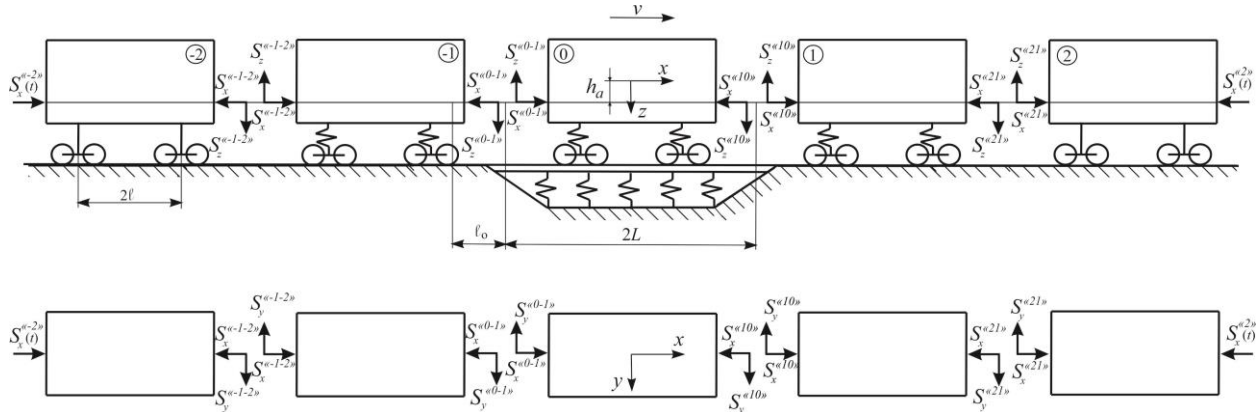 v
-2 -1 0 1 2
S_z^{«-1-2»} S_z^{«0-1»} S_z^{«10»} S_z^{«21»}
S_x^{«-2»}(t) S_x^{«-1-2»} S_x^{«0-1»} h_a x z S_x^{«10»} S_x^{«21»} S_x^{«2»}(t)
S_x^{«-1-2»} S_x^{«0-1»} S_x^{«10»} S_x^{«21»}
S_z^{«-1-2»} S_z^{«0-1»} S_z^{«10»} S_z^{«21»}
2ℓ ℓ_o 2L
S_y^{«-1-2»} S_y^{«0-1»} S_y^{«10»} S_y^{«21»}
S_x^{«-2»}(t) S_x^{«-1-2»} S_x^{«0-1»} x S_x^{«10»} S_x^{«21»} S_x^{«2»}(t)
S_x^{«-1-2»} S_x^{«0-1»} y S_x^{«10»} S_x^{«21»}
S_y^{«-1-2»} S_y^{«0-1»} S_y^{«10»} S_y^{«21»}